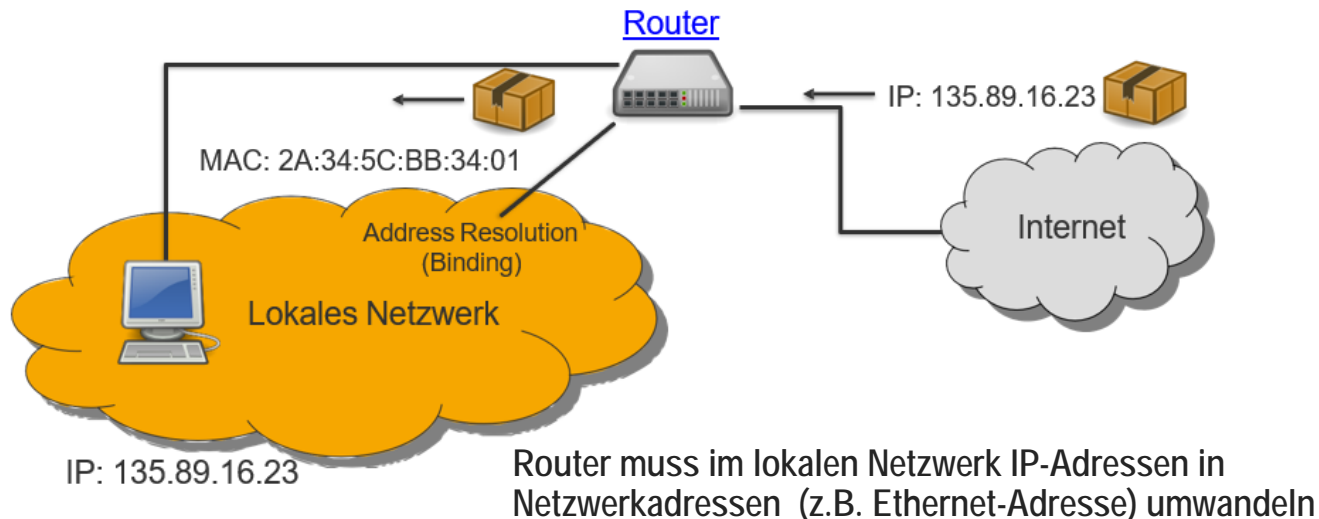 Router
IP: 135.89.16.23
MAC: 2A:34:5C:BB:34:01
Address Resolution
(Binding)
Internet
Lokales Netzwerk
IP: 135.89.16.23
Router muss im lokalen Netzwerk IP-Adressen in
Netzwerkadressen (z.B. Ethernet-Adresse) umwandeln